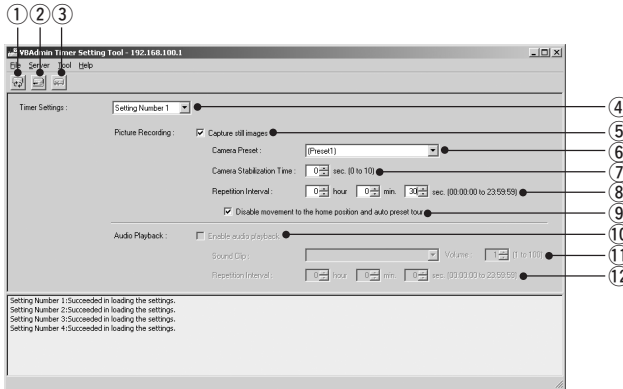 ① ② ③
VBAdmin Timer Setting Tool - 192.168.100.1
File Server Tool Help
Timer Settings : Setting Number 1 ④
Picture Recording : Capture still images ⑤
Camera Preset : (Preset1) ⑥
Camera Stabilization Time : 0 sec. (0 to 10) ⑦
Repetition Interval : 0 hour 0 min. 30 sec. (00:00:00 to 23:59:59) ⑧
Disable movement to the home position and auto preset tour ⑨
Audio Playback : Enable audio playback ⑩
Sound Clip : Volume : 1 (1 to 100) ⑪
Repetition Interval : 0 hour 0 min. 0 sec. (00:00:00 to 23:59:59) ⑫
Setting Number 1:Succeeded in loading the settings.
Setting Number 2:Succeeded in loading the settings.
Setting Number 3:Succeeded in loading the settings.
Setting Number 4:Succeeded in loading the settings.